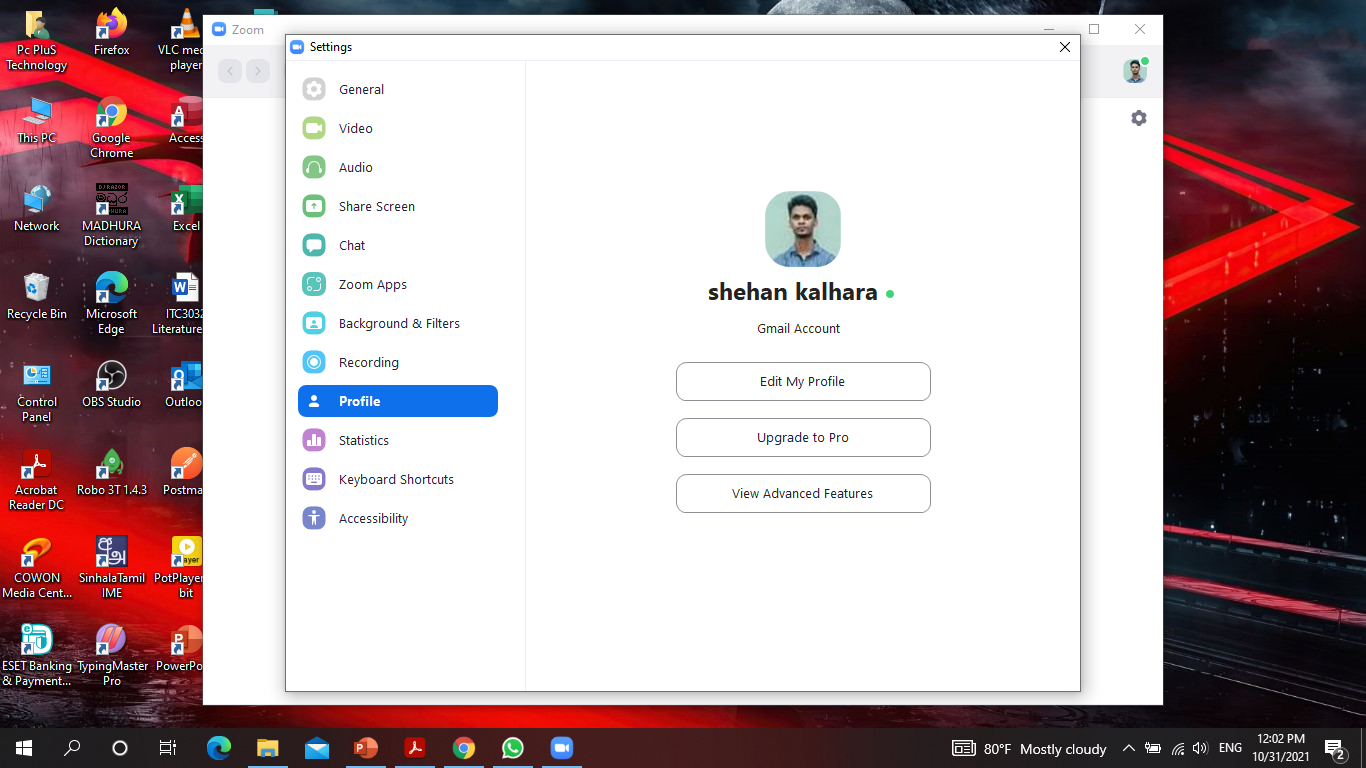 Pc PluS
Technology
Firefox
VLC med
player
This PC
Google
Chrome
Access
Network
DJ RAZOR
MADHURA
Dictionary
Excel
Recycle Bin
Microsoft
Edge
ITC3032
Literature
Control
Panel
OBS Studio
Outloo
Acrobat
Reader DC
Robo 3T 1.4.3
Postma
COWON
Media Cent...
SinhalaTamil
IME
PotPlayer
bit
ESET Banking
& Payment...
TypingMaster
Pro
PowerPo
Zoom
Settings
General
Video
Audio
Share Screen
Chat
Zoom Apps
Background & Filters
Recording
Profile
Statistics
Keyboard Shortcuts
Accessibility
shehan kalhara
Gmail Account
Edit My Profile
Upgrade to Pro
View Advanced Features
80°F Mostly cloudy
ENG
12:02 PM
10/31/2021
2